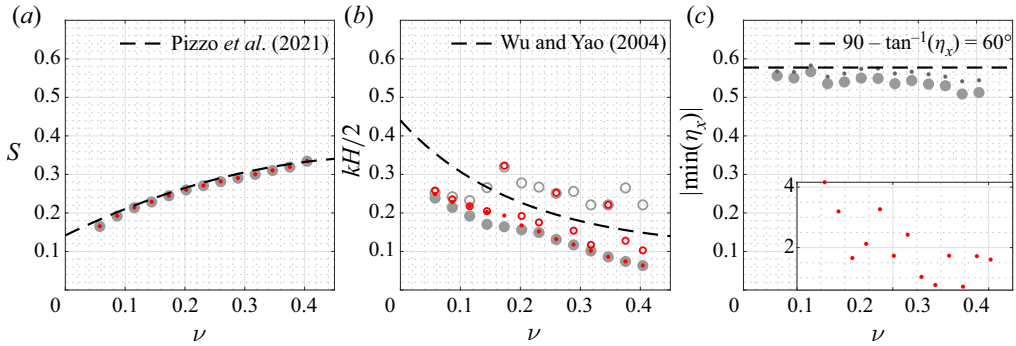 (a)
(b)
(c)
Pizzo et al. (2021)
Wu and Yao (2004)
90 – tan⁻¹(ηₓ) = 60°
S
0.6
0.5
0.4
0.3
0.2
0.1
0 0.1 0.2 0.3 0.4
ν
kH/2
0.6
0.5
0.4
0.3
0.2
0.1
0 0.1 0.2 0.3 0.4
ν
|min(ηₓ)|
0.6
0.5
0.4
0.3
0.2
0.1
4
2
0 0.1 0.2 0.3 0.4
ν